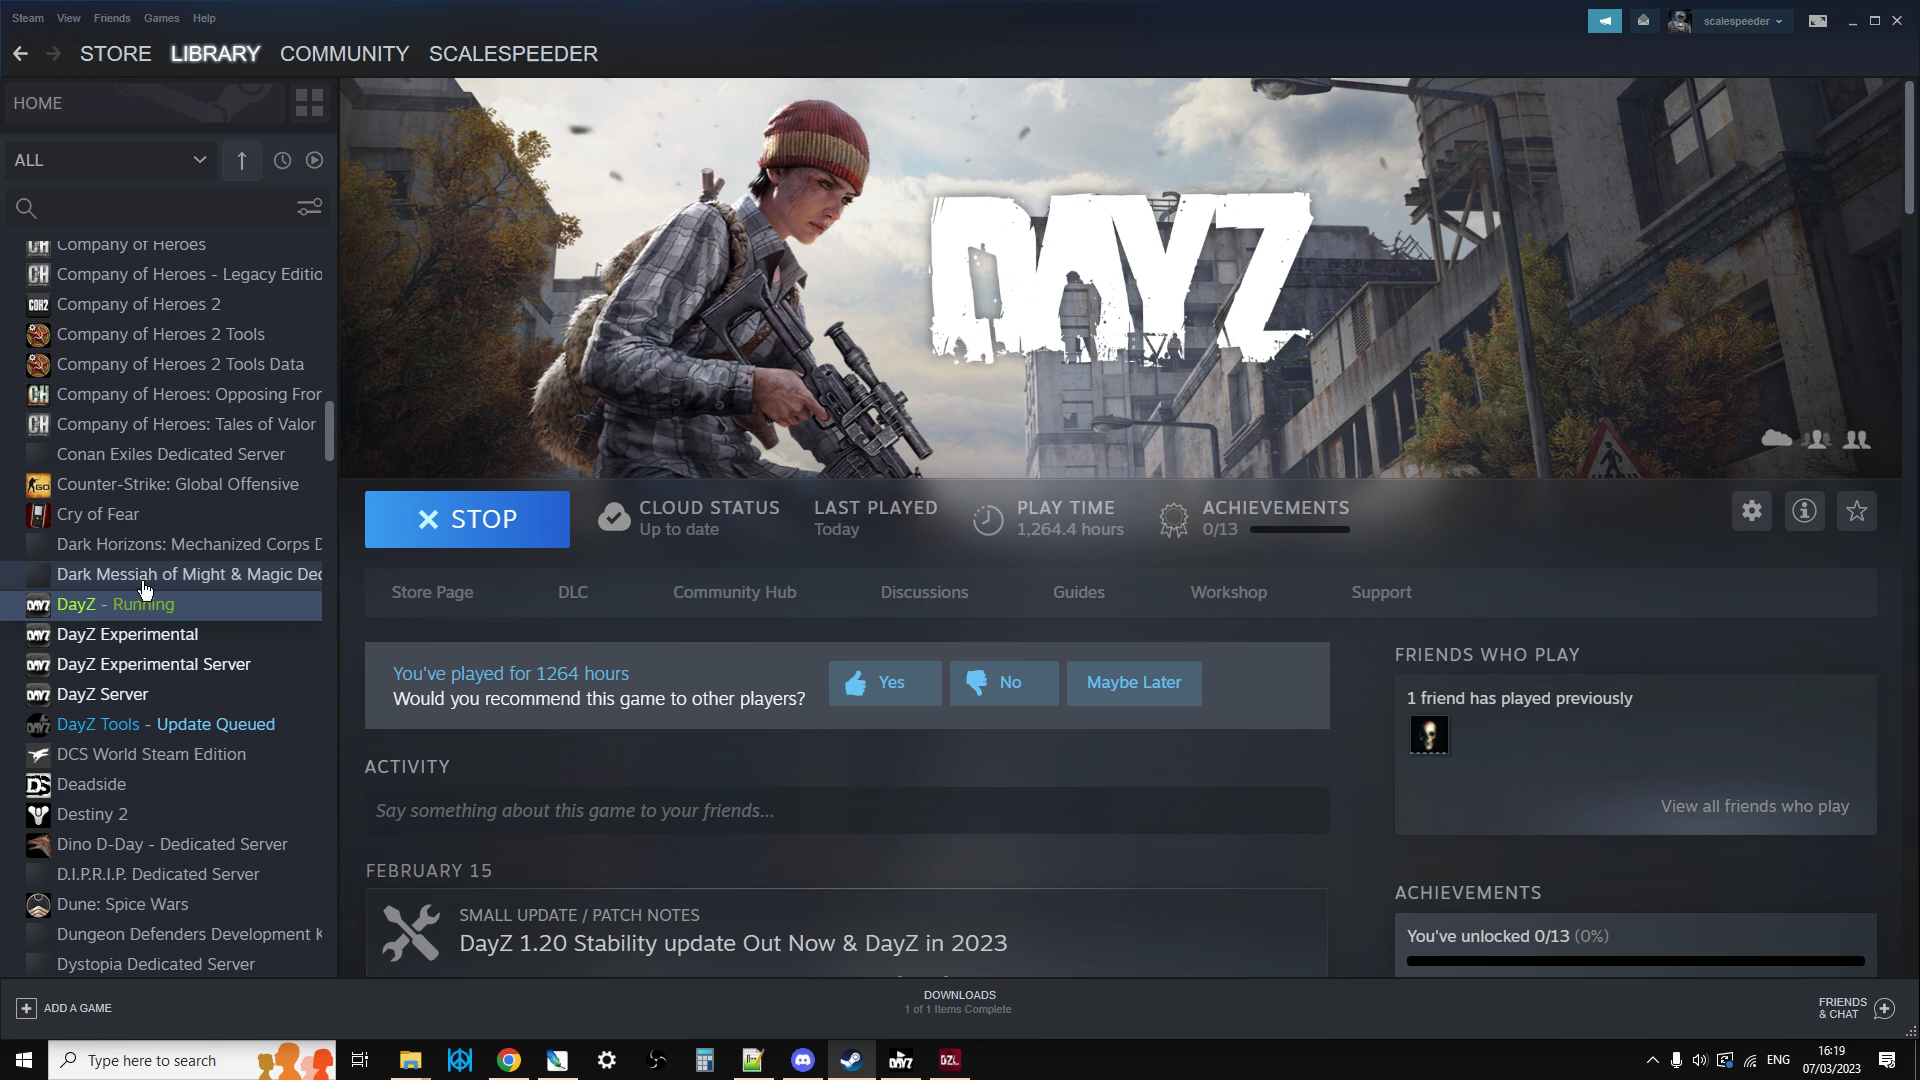 Steam View Friends Games Help
scalespeeder
STORE LIBRARY COMMUNITY SCALESPEEDER
HOME
ALL
Company of Heroes
Company of Heroes - Legacy Editio
Company of Heroes 2
Company of Heroes 2 Tools
Company of Heroes 2 Tools Data
Company of Heroes: Opposing Fror
Company of Heroes: Tales of Valor
Conan Exiles Dedicated Server
Counter-Strike: Global Offensive
Cry of Fear
Dark Horizons: Mechanized Corps D
Dark Messiah of Might & Magic Dec
DayZ - Running
DayZ Experimental
DayZ Experimental Server
DayZ Server
DayZ Tools - Update Queued
DCS World Steam Edition
Deadside
Destiny 2
Dino D-Day - Dedicated Server
D.I.P.R.I.P. Dedicated Server
Dune: Spice Wars
Dungeon Defenders Development K
Dystopia Dedicated Server
DAYZ
STOP
CLOUD STATUS
Up to date
LAST PLAYED
Today
PLAY TIME
1,264.4 hours
ACHIEVEMENTS
0/13
Store Page DLC Community Hub Discussions Guides Workshop Support
You've played for 1264 hours
Would you recommend this game to other players?
Yes No Maybe Later
ACTIVITY
Say something about this game to your friends...
FEBRUARY 15
SMALL UPDATE / PATCH NOTES
DayZ 1.20 Stability update Out Now & DayZ in 2023
FRIENDS WHO PLAY
1 friend has played previously
View all friends who play
ACHIEVEMENTS
You've unlocked 0/13 (0%)
ADD A GAME
DOWNLOADS
1 of 1 Items Complete
FRIENDS
& CHAT
Type here to search
DAYZ
DZL
ENG
16:19
07/03/2023